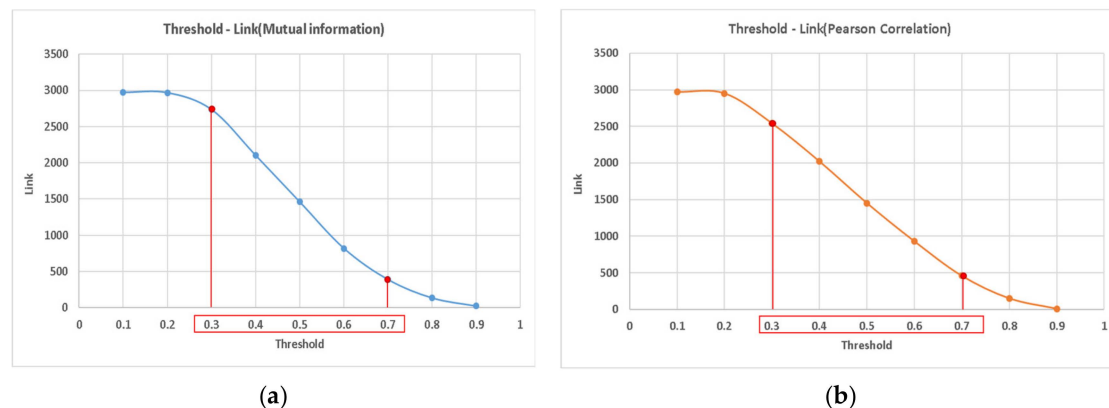 Threshold - Link(Mutual information)
3500
3000
2500
2000
1500
1000
500
0
Link
0 0.1 0.2 0.3 0.4 0.5 0.6 0.7 0.8 0.9 1
Threshold
(a)
Threshold - Link(Pearson Correlation)
3500
3000
2500
2000
1500
1000
500
0
Link
0 0.1 0.2 0.3 0.4 0.5 0.6 0.7 0.8 0.9 1
Threshold
(b)